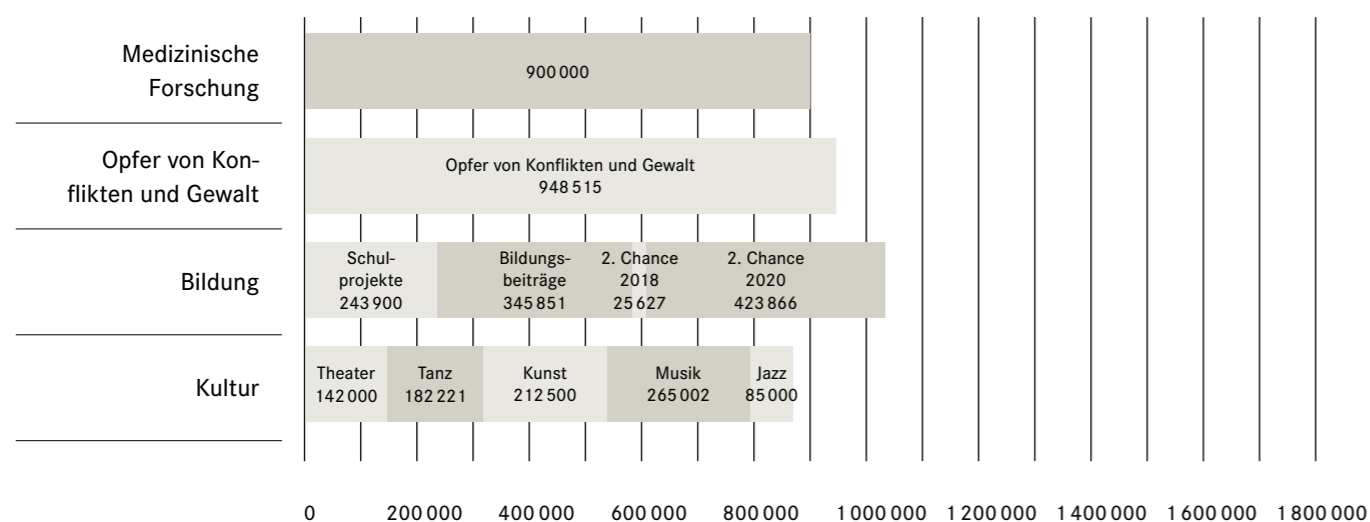 Medizinische
Forschung
900 000
Opfer von Kon-
flikten und Gewalt
Opfer von Konflikten und Gewalt
948 515
Bildung
Schul-
projekte
243 900
Bildungs-
beiträge
345 851
2. Chance
2018
25 627
2. Chance
2020
423 866
Kultur
Theater
142 000
Tanz
182 221
Kunst
212 500
Musik
265 002
Jazz
85 000
0 200 000 400 000 600 000 800 000 1 000 000 1 200 000 1 400 000 1 600 000 1 800 000